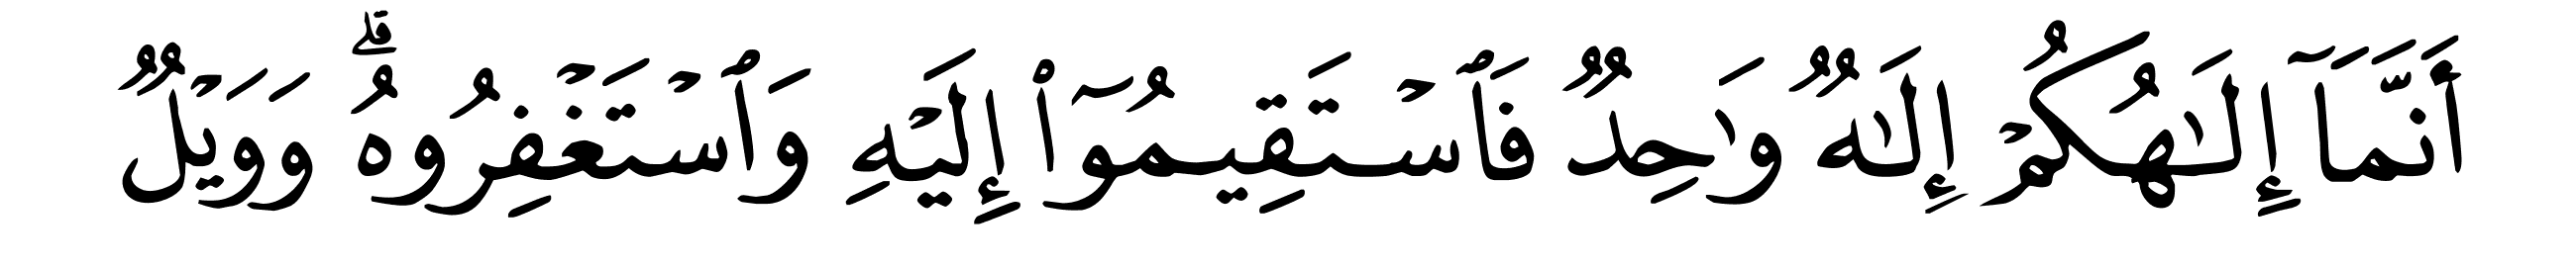 أَنَّمَآ إِلَـٰهُكُمْ إِلَـٰهٌ وَٰحِدٌ فَٱسْتَقِيمُوٓا۟ إِلَيْهِ وَٱسْتَغْفِرُوهُ ۗ وَوَيْلٌ